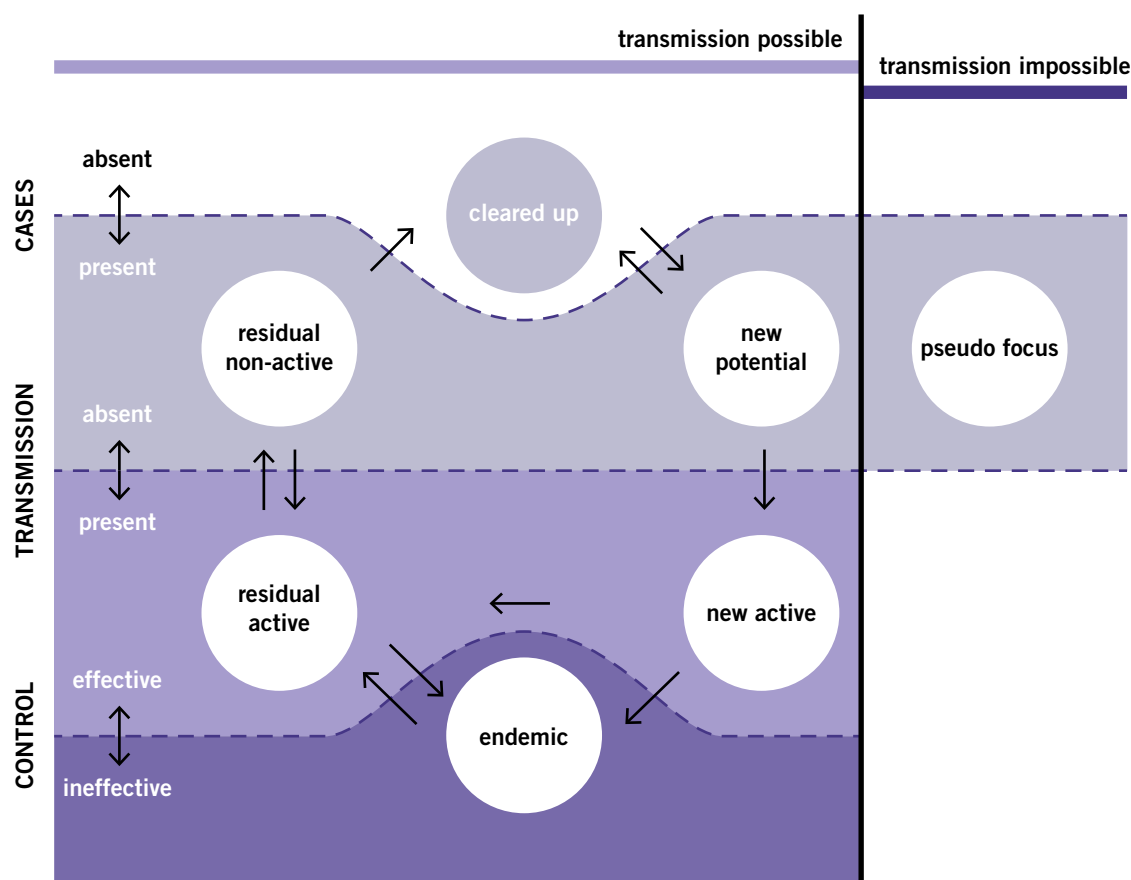 transmission possible
transmission impossible
CASES
absent
present
cleared up
residual
non-active
new
potential
pseudo focus
TRANSMISSION
absent
present
residual
active
new active
CONTROL
effective
ineffective
endemic